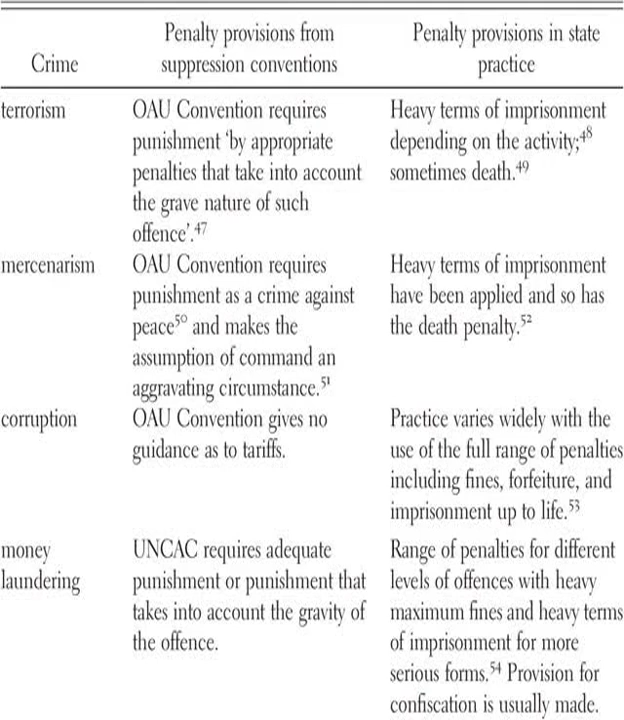 Crime
Penalty provisions from
suppression conventions
Penalty provisions in state
practice
terrorism
OAU Convention requires
punishment ‘by appropriate
penalties that take into account
the grave nature of such
offence’.⁴⁷
Heavy terms of imprisonment
depending on the activity;⁴⁸
sometimes death.⁴⁹
mercenarism
OAU Convention requires
punishment as a crime against
peace⁵⁰ and makes the
assumption of command an
aggravating circumstance.⁵¹
Heavy terms of imprisonment
have been applied and so has
the death penalty.⁵²
corruption
OAU Convention gives no
guidance as to tariffs.
Practice varies widely with the
use of the full range of penalties
including fines, forfeiture, and
imprisonment up to life.⁵³
money
laundering
UNCAC requires adequate
punishment or punishment that
takes into account the gravity of
the offence.
Range of penalties for different
levels of offences with heavy
maximum fines and heavy terms
of imprisonment for more
serious forms.⁵⁴ Provision for
confiscation is usually made.